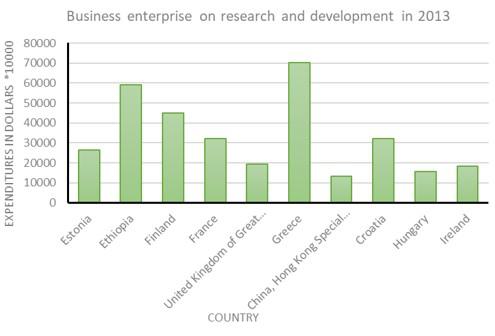 Business enterprise on research and development in 2013
EXPENDITURES IN DOLLARS *10000
80000
70000
60000
50000
40000
30000
20000
10000
0
Estonia
Ethiopia
Finland
France
United Kingdom of Great...
Greece
China, Hong Kong Special...
Croatia
Hungary
Ireland
COUNTRY